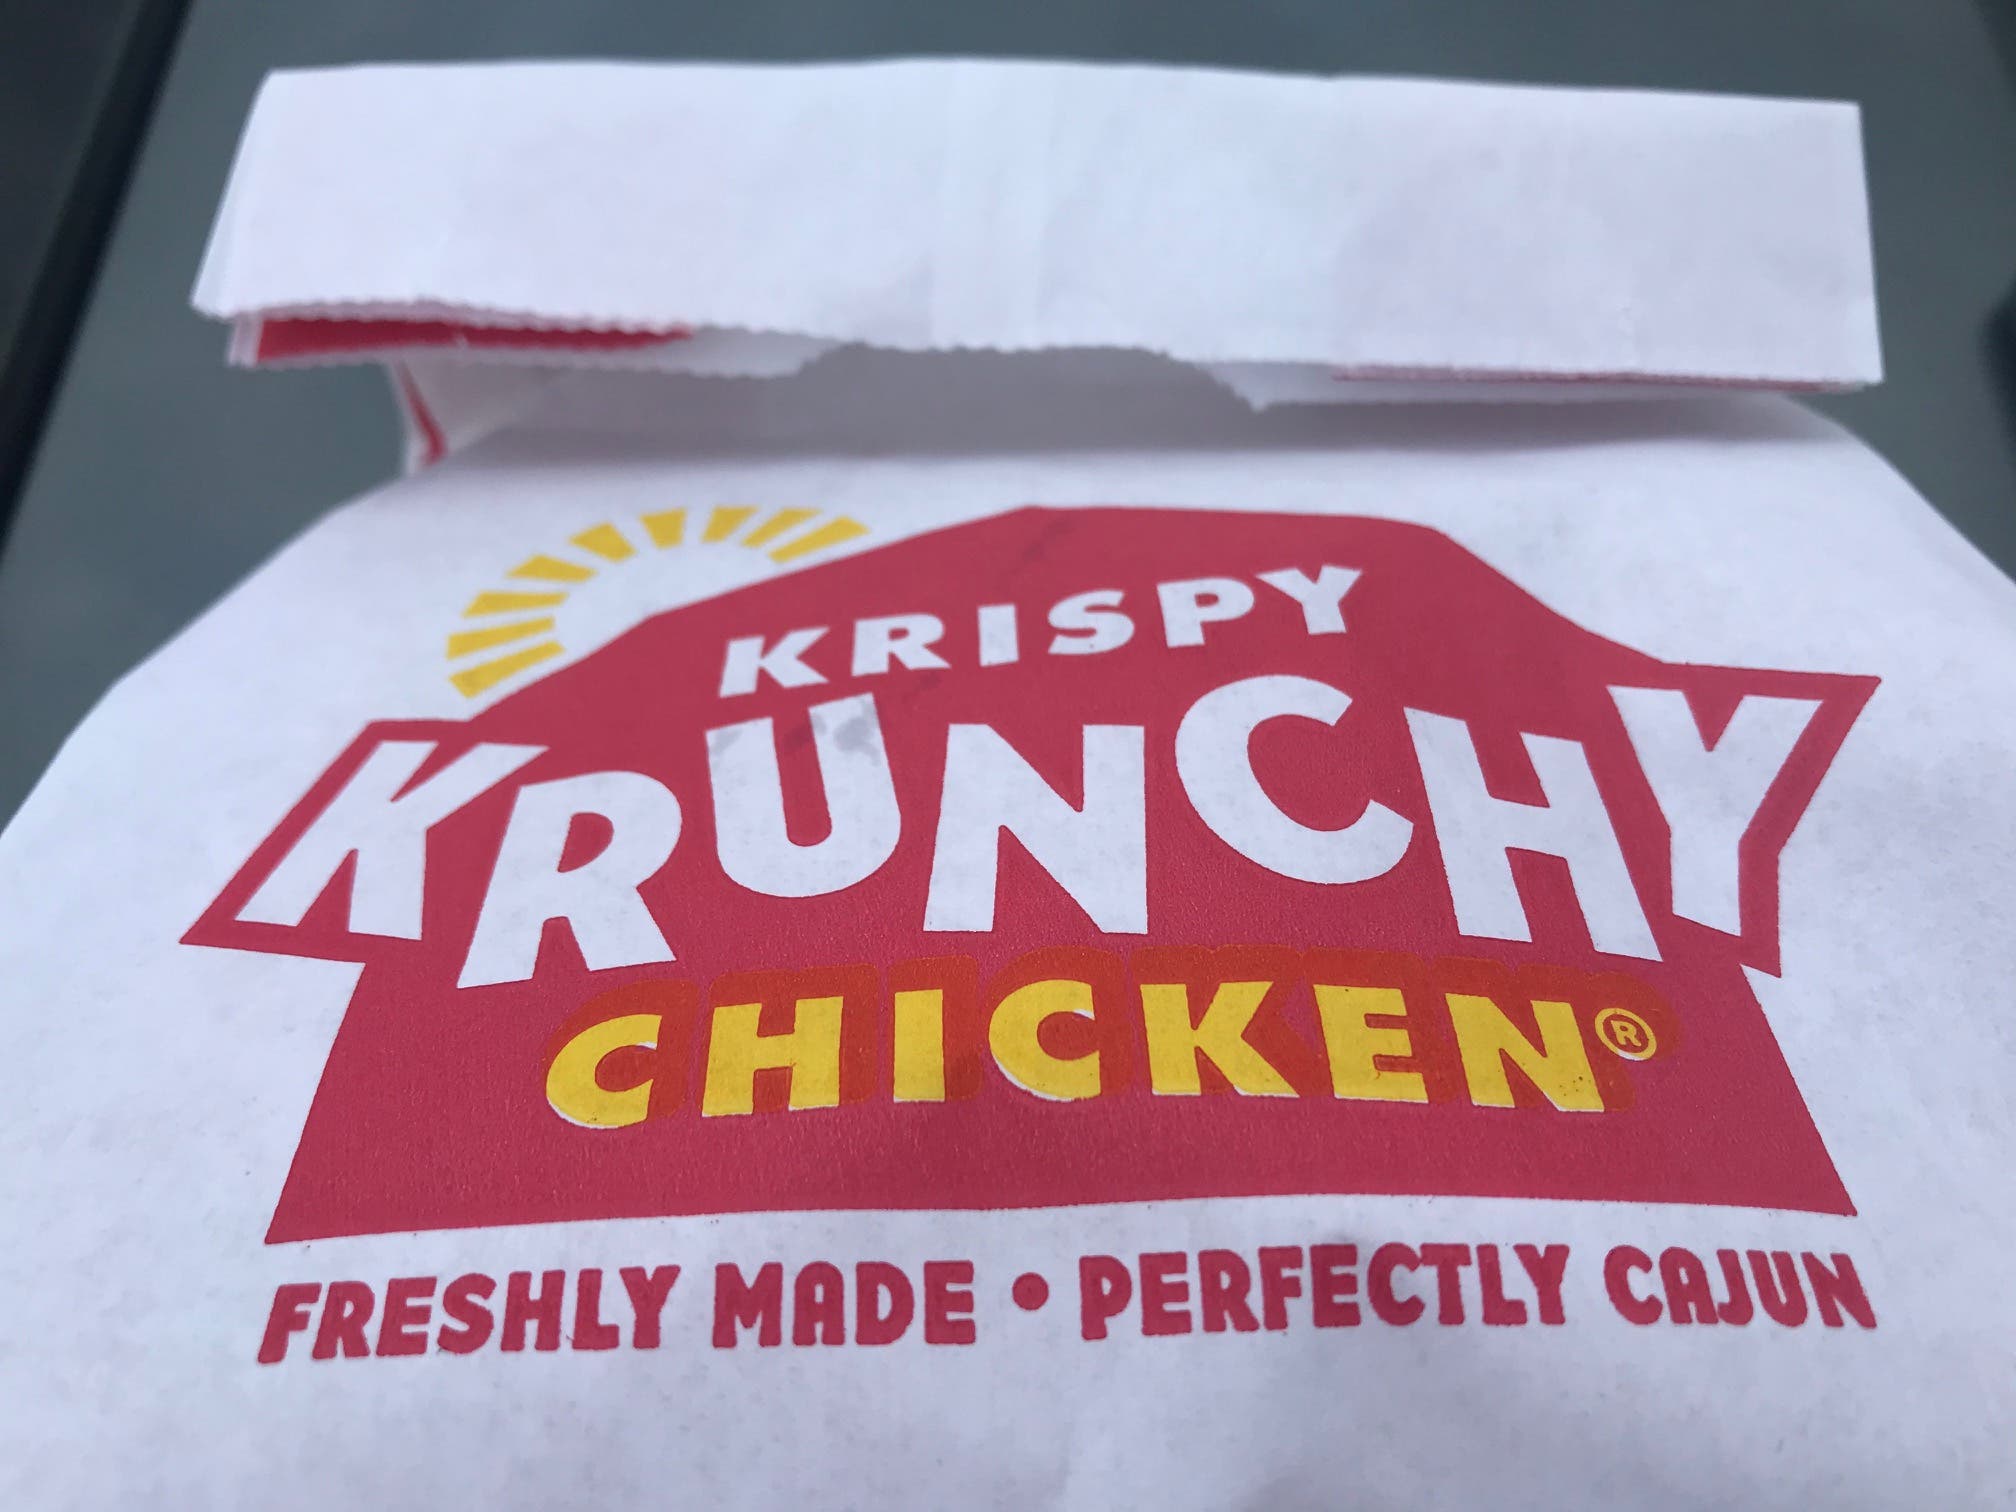 KRISPY
KRUNCHY
CHICKEN®
FRESHLY MADE • PERFECTLY CAJUN